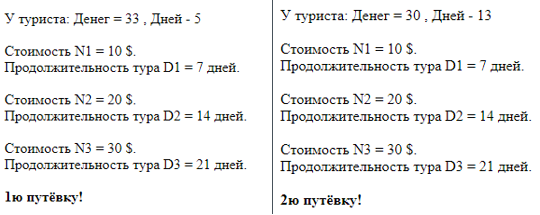 У туриста: Денег = 33 , Дней - 5
Стоимость N1 = 10 $.
Продолжительность тура D1 = 7 дней.
Стоимость N2 = 20 $.
Продолжительность тура D2 = 14 дней.
Стоимость N3 = 30 $.
Продолжительность тура D3 = 21 дней.
1ю путёвку!
У туриста: Денег = 30 , Дней - 13
Стоимость N1 = 10 $.
Продолжительность тура D1 = 7 дней.
Стоимость N2 = 20 $.
Продолжительность тура D2 = 14 дней.
Стоимость N3 = 30 $.
Продолжительность тура D3 = 21 дней.
2ю путёвку!